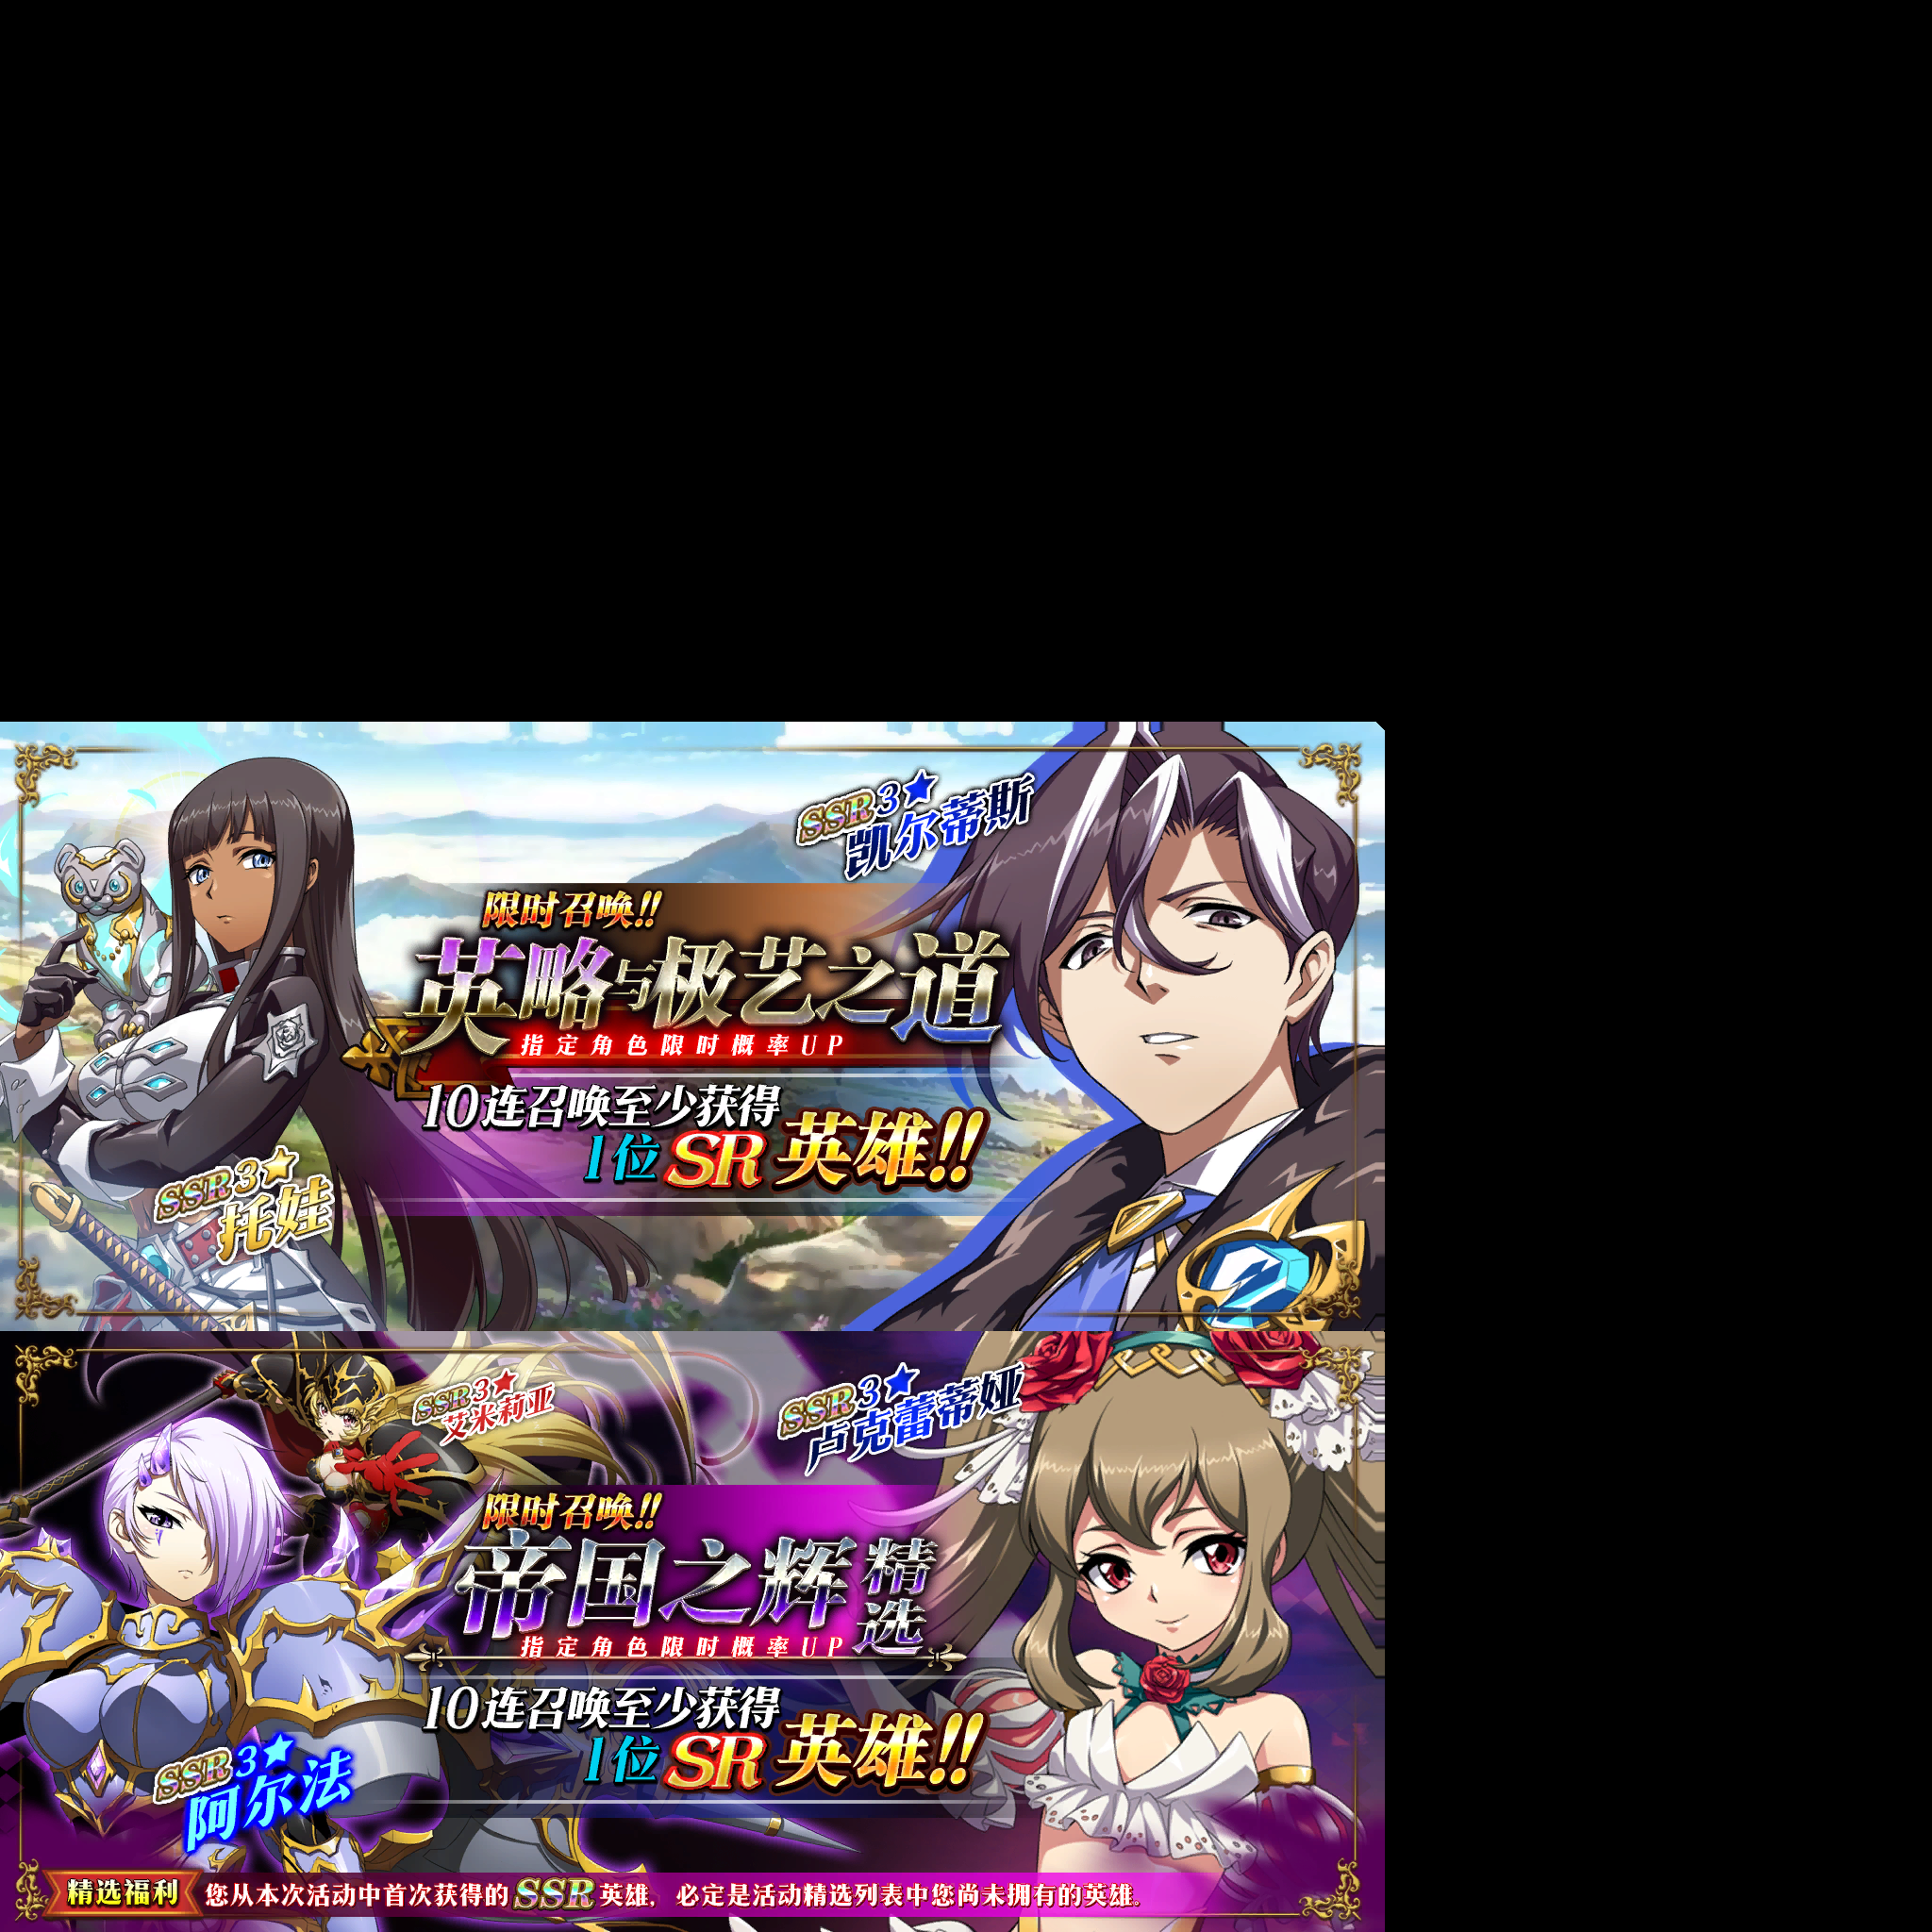 SSR3★
凯尔蒂斯
限时召唤!!
英略与极艺之道
指定角色限时概率UP
10连召唤至少获得
1位SR英雄!!
SSR3★
托娃
SSR3★
艾米莉亚
SSR3★
卢克蕾蒂娅
限时召唤!!
帝国之辉精选
指定角色限时概率UP
10连召唤至少获得
1位SR英雄!!
SSR3★
阿尔法
精选福利 您从本次活动中首次获得的SSR英雄，必定是活动精选列表中您尚未拥有的英雄。